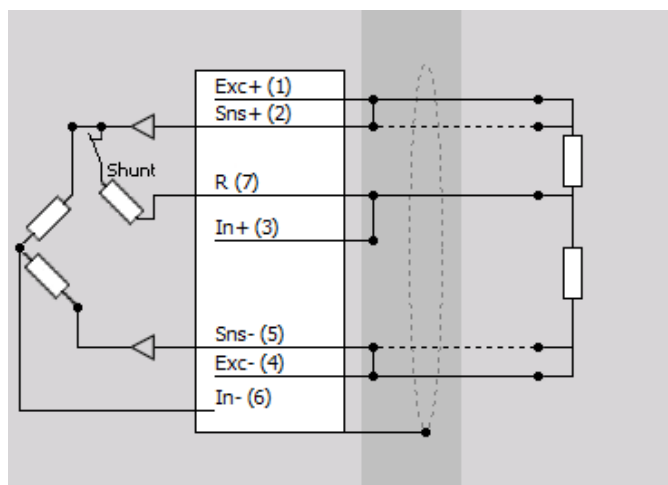 Exc+ (1)
Sns+ (2)
Shunt
R (7)
In+ (3)
Sns- (5)
Exc- (4)
In- (6)